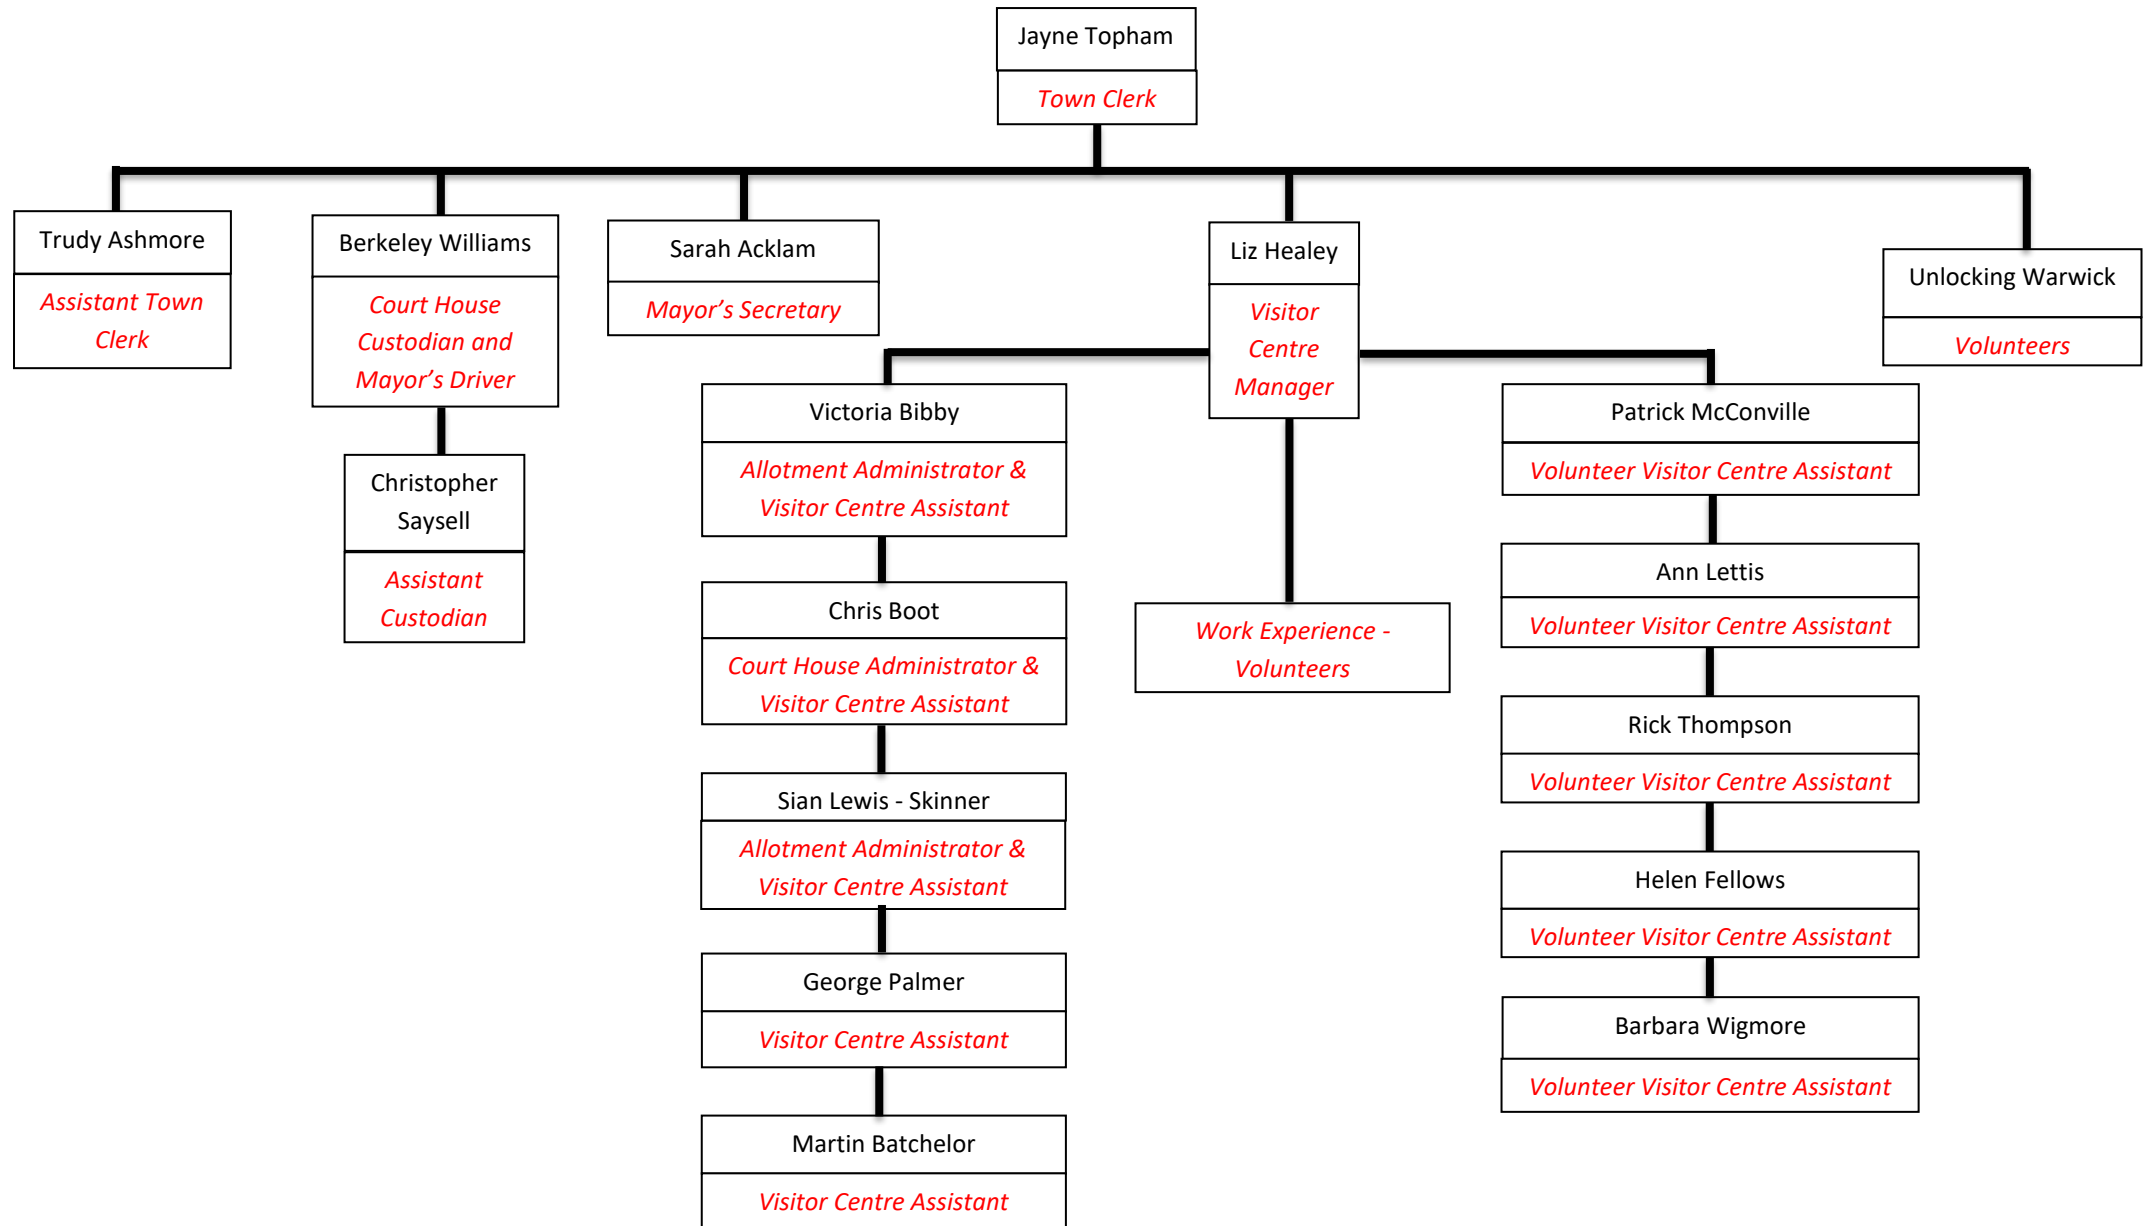 Jayne Topham
Town Clerk
Trudy Ashmore
Assistant Town
Clerk
Berkeley Williams
Court House
Custodian and
Mayor’s Driver
Christopher
Saysell
Assistant
Custodian
Sarah Acklam
Mayor’s Secretary
Liz Healey
Visitor
Centre
Manager
Unlocking Warwick
Volunteers
Victoria Bibby
Allotment Administrator &
Visitor Centre Assistant
Chris Boot
Court House Administrator &
Visitor Centre Assistant
Sian Lewis - Skinner
Allotment Administrator &
Visitor Centre Assistant
George Palmer
Visitor Centre Assistant
Martin Batchelor
Visitor Centre Assistant
Work Experience -
Volunteers
Patrick McConville
Volunteer Visitor Centre Assistant
Ann Lettis
Volunteer Visitor Centre Assistant
Rick Thompson
Volunteer Visitor Centre Assistant
Helen Fellows
Volunteer Visitor Centre Assistant
Barbara Wigmore
Volunteer Visitor Centre Assistant